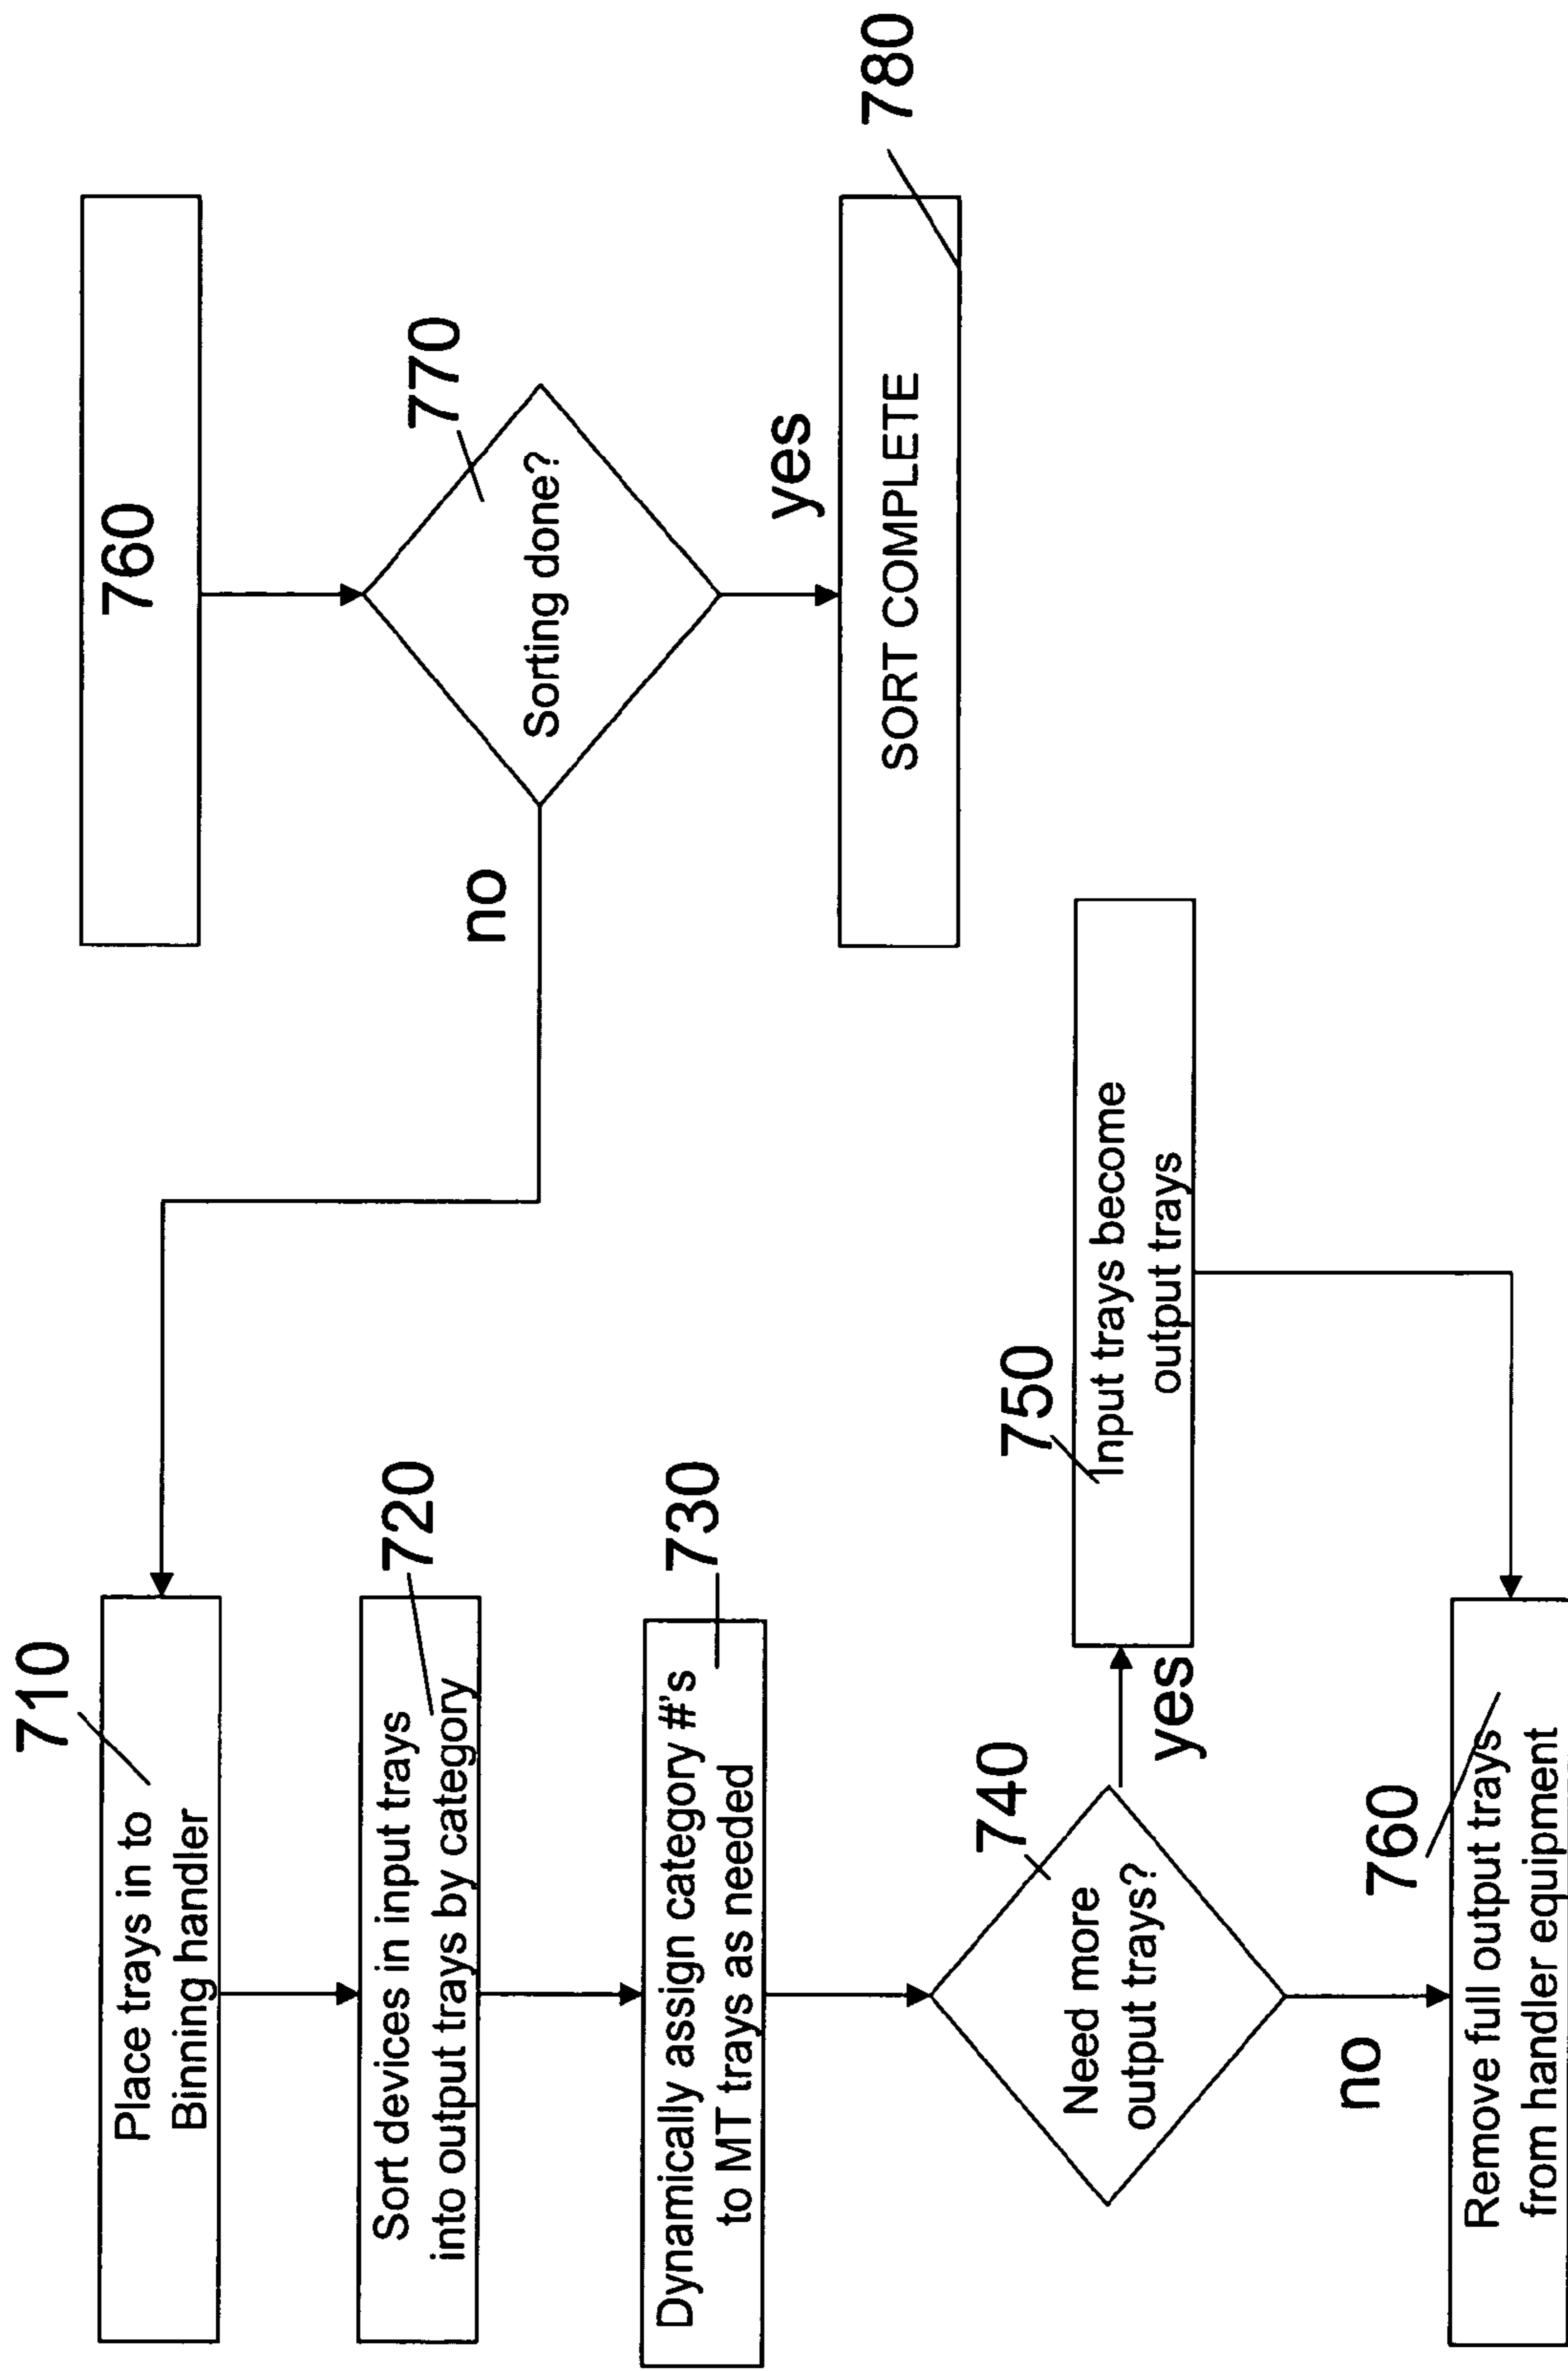 710
Place trays in to
Binning handler
720
Sort devices in input trays
into output trays by category
730
Dynamically assign category #'s
to MT trays as needed
740
Need more
output trays?
yes
750
Input trays become
output trays
no
760
Remove full output trays
from handler equipment
760
770
Sorting done?
no
yes
SORT COMPLETE
780